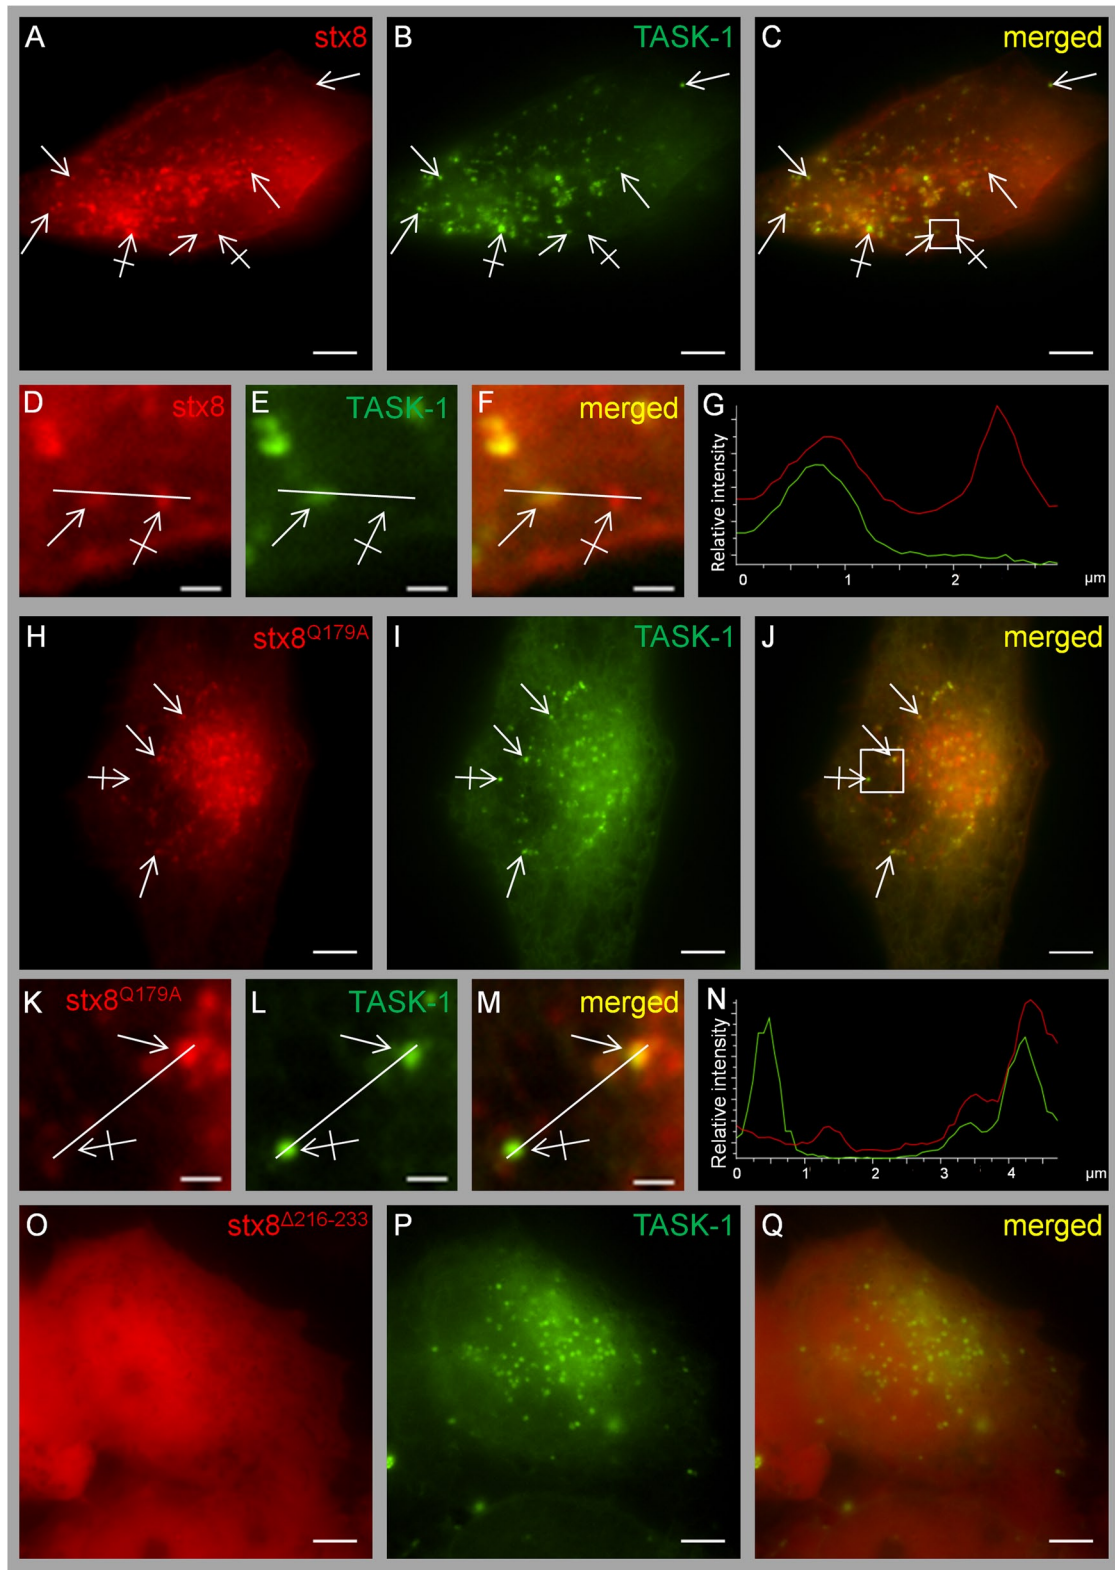 A stx8
B TASK-1
C merged
D stx8
E TASK-1
F merged
G
Relative intensity
0 1 2 μm
H stx8Q179A
I TASK-1
J merged
K stx8Q179A
L TASK-1
M merged
N
Relative intensity
0 1 2 3 4 μm
O stx8Δ216-233
P TASK-1
Q merged